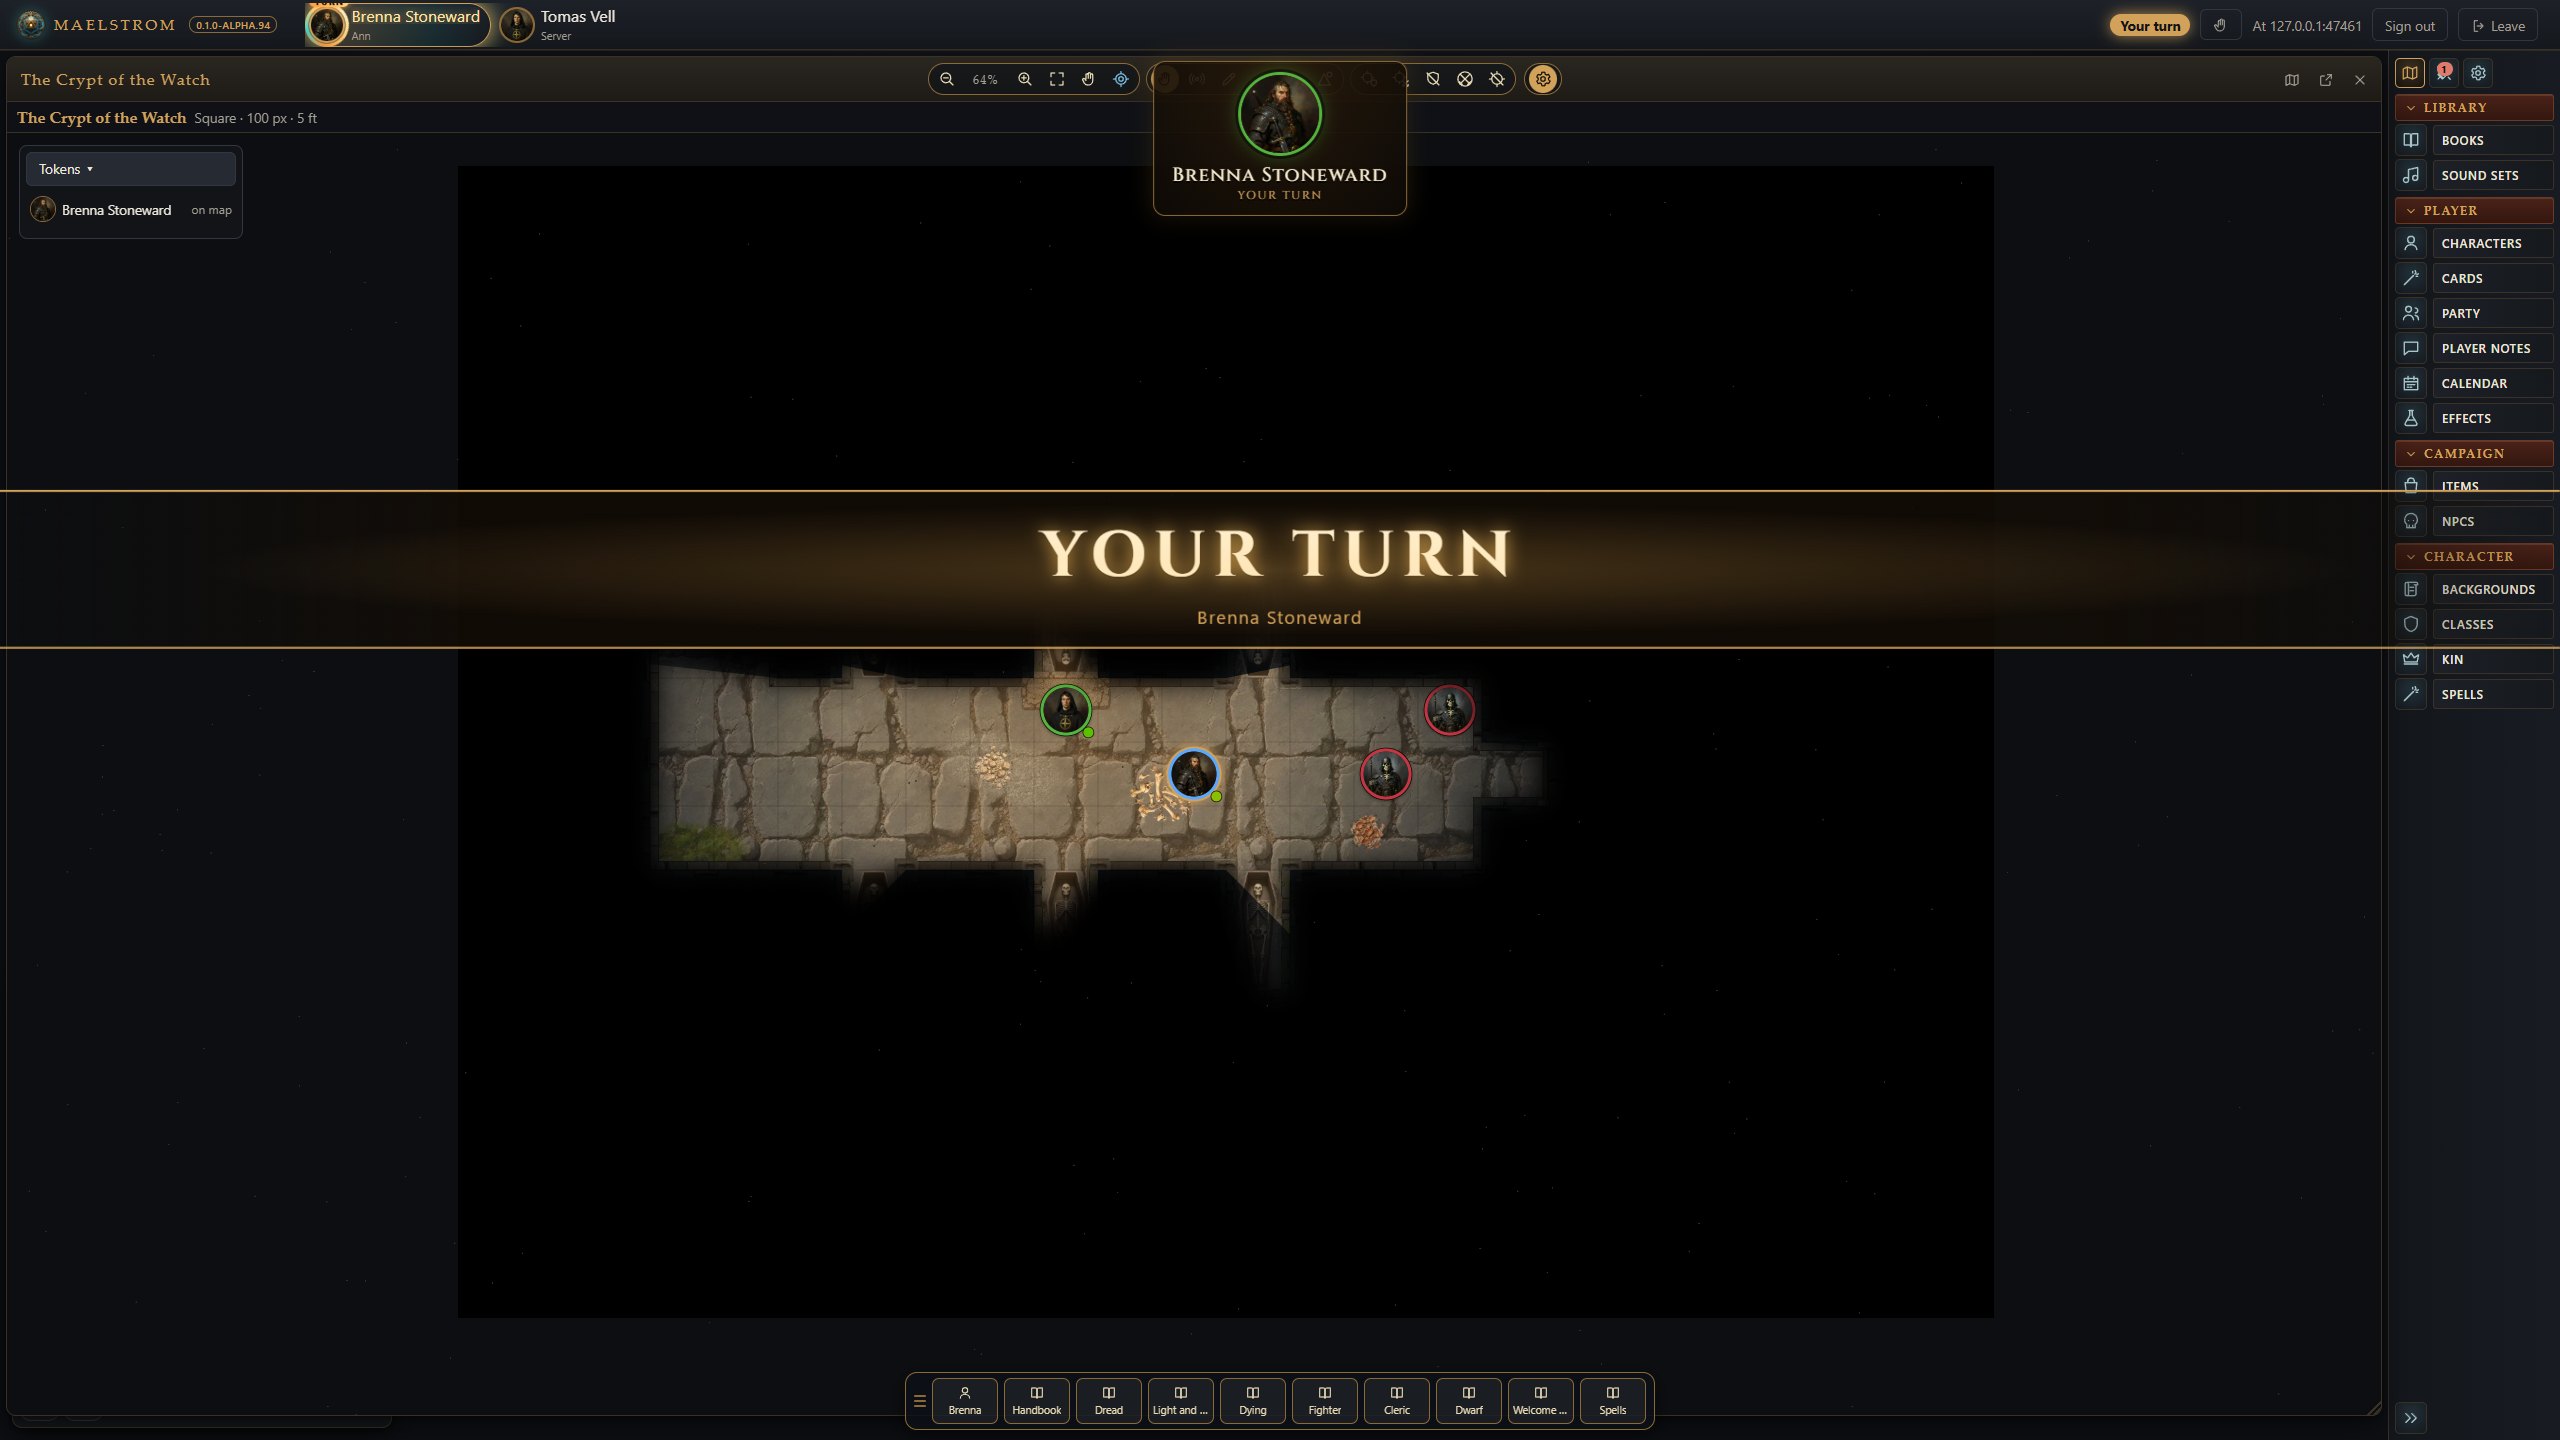 MAELSTROM
0.1.0-ALPHA.94
Brenna Stoneward
Ann
Tomas Vell
Server
Your turn
At 127.0.0.1:47461
Sign out
Leave
The Crypt of the Watch
64%
The Crypt of the Watch Square · 100 px · 5 ft
Tokens
Brenna Stoneward on map
BRENNA STONEWARD
YOUR TURN
YOUR TURN
Brenna Stoneward
1
LIBRARY
BOOKS
SOUND SETS
PLAYER
CHARACTERS
CARDS
PARTY
PLAYER NOTES
CALENDAR
EFFECTS
CAMPAIGN
ITEMS
NPCS
CHARACTER
BACKGROUNDS
CLASSES
KIN
SPELLS
Brenna
Handbook
Dread
Light and ...
Dying
Fighter
Cleric
Dwarf
Welcome ...
Spells